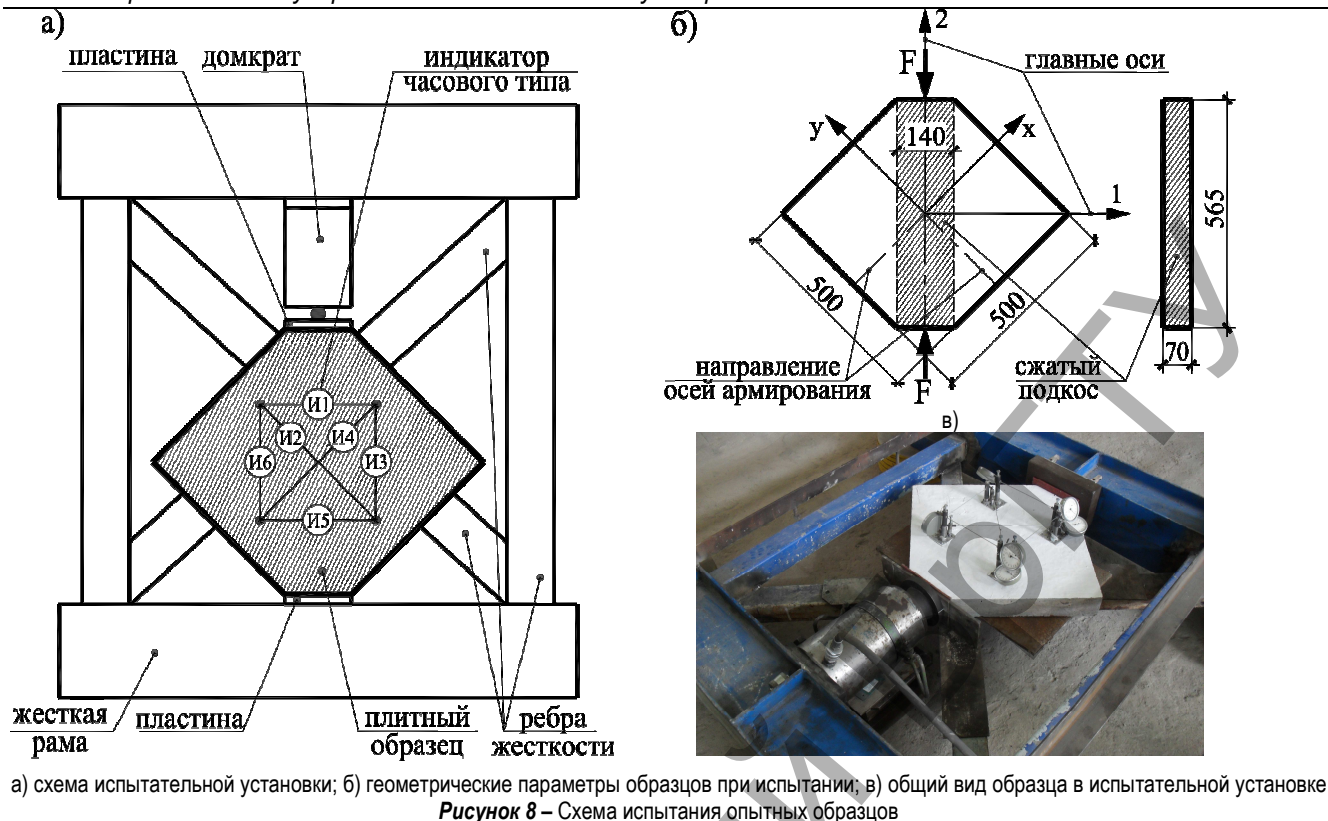 а)
пластина
домкрат
индикатор
часового типа
И1
И2
И4
И6
И3
И5
жесткая
рама
пластина
плитный
образец
ребра
жесткости
б)
2
F
главные оси
y
x
140
1
565
500
500
70
направление
осей армирования
F
сжатый
подкос
в)
а) схема испытательной установки; б) геометрические параметры образцов при испытании; в) общий вид образца в испытательной установке
Рисунок 8 – Схема испытания опытных образцов